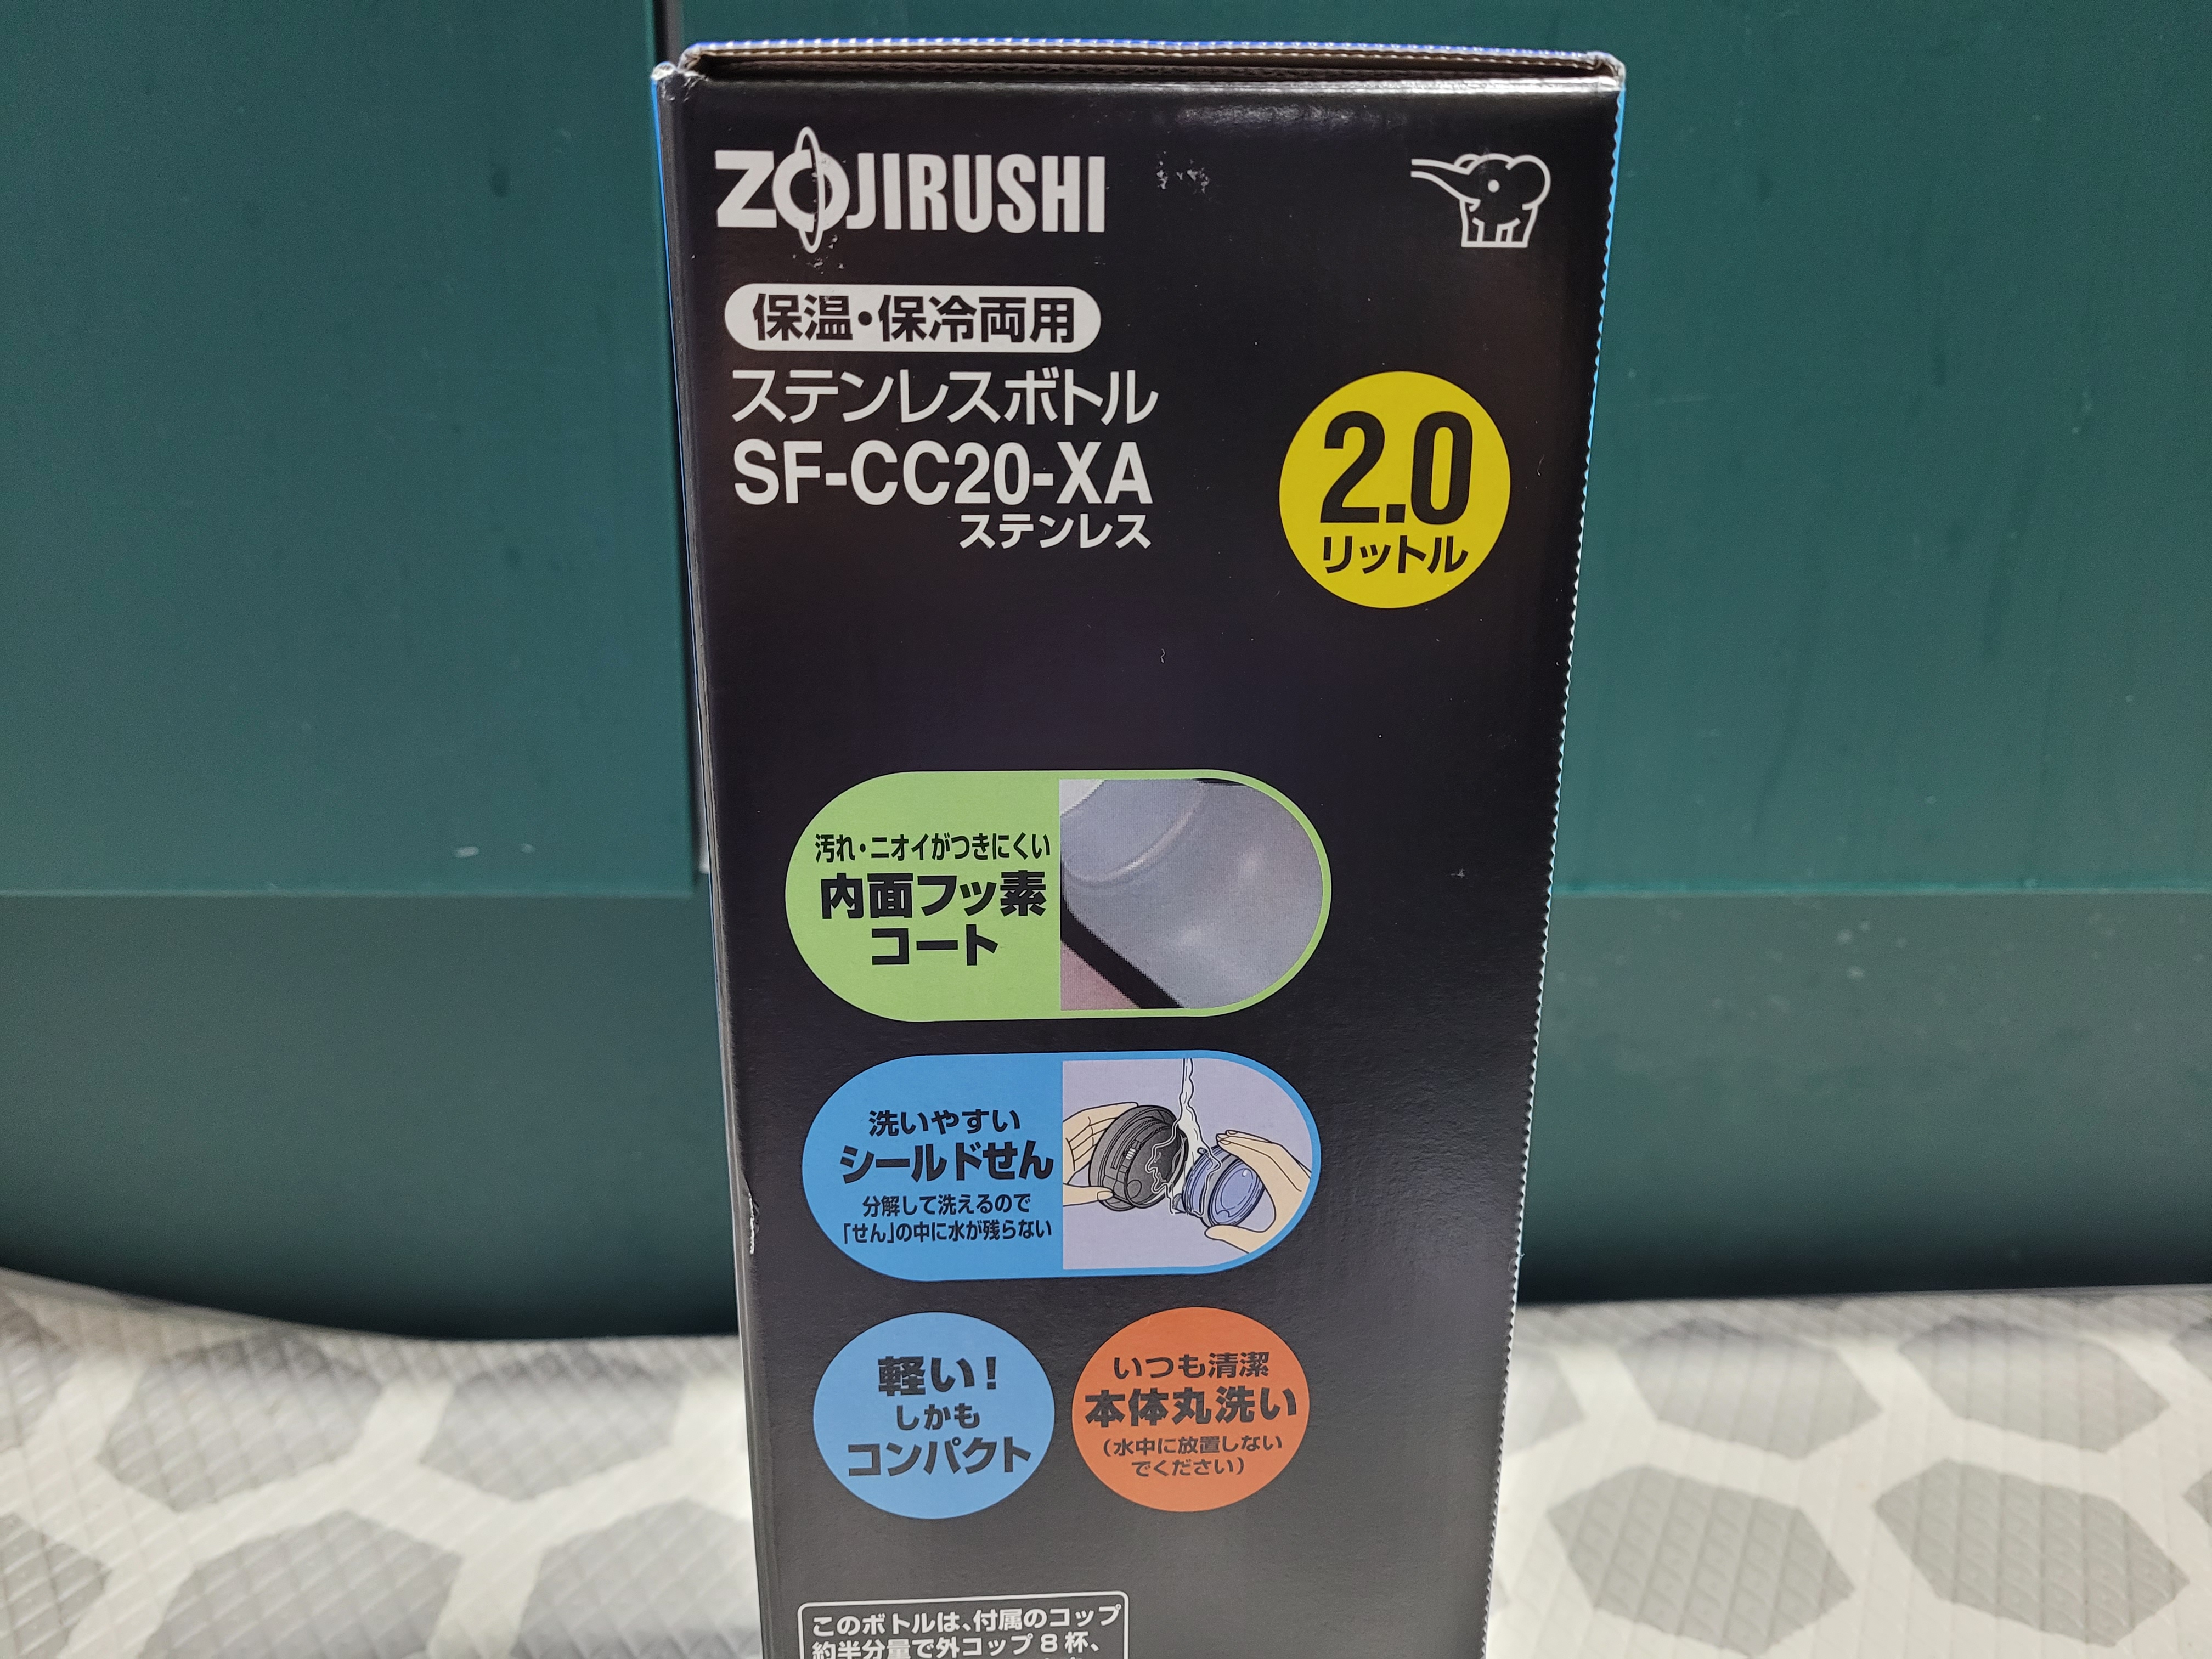 ZOJIRUSHI
保温・保冷両用
ステンレスボトル
SF-CC20-XA
ステンレス
2.0
リットル
汚れ・ニオイがつきにくい
内面フッ素
コート
洗いやすい
シールドせん
分解して洗えるので
「せん」の中に水が残らない
軽い！
しかも
コンパクト
いつも清潔
本体丸洗い
（水中に放置しない
でください）
このボトルは、付属のコップ
約半分量で外コップ8杯、